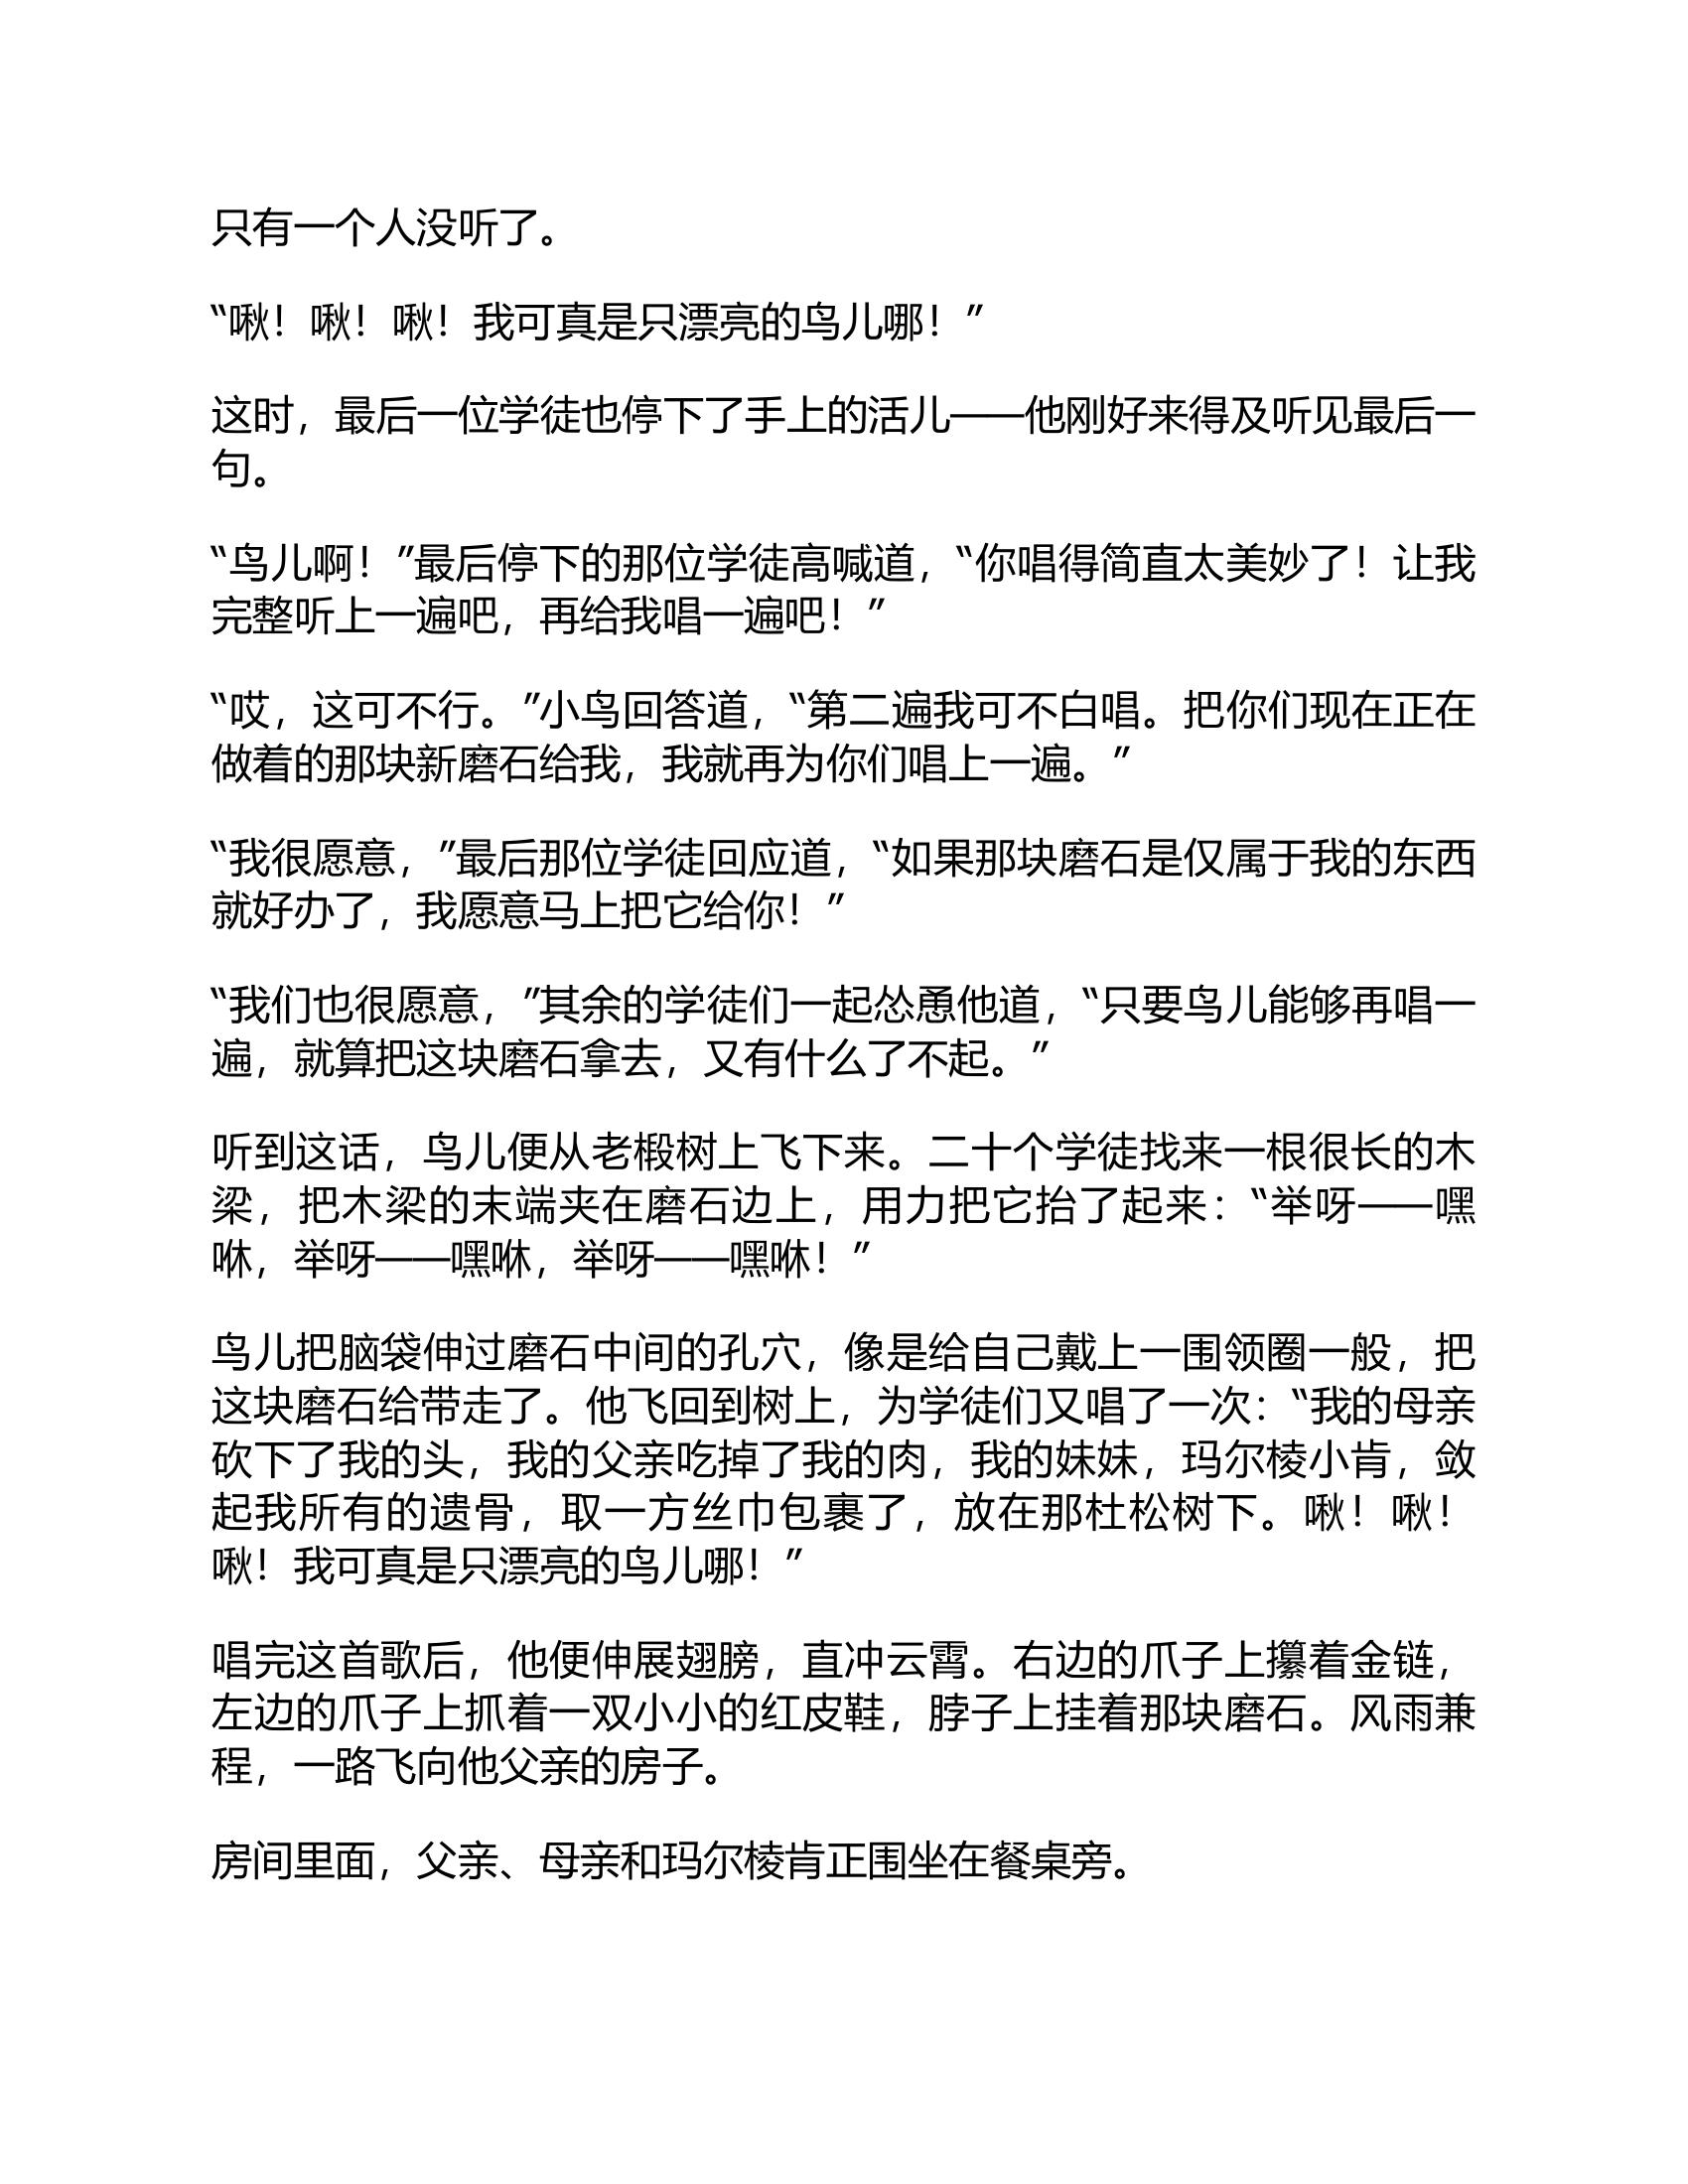 只有一个人没听了。
“啾！啾！啾！我可真是只漂亮的鸟儿哪！”
这时，最后一位学徒也停下了手上的活儿——他刚好来得及听见最后一
句。
“鸟儿啊！”最后停下的那位学徒高喊道，“你唱得简直太美妙了！让我
完整听上一遍吧，再给我唱一遍吧！”
“哎，这可不行。”小鸟回答道，“第二遍我可不白唱。把你们现在正在
做着的那块新磨石给我，我就再为你们唱上一遍。”
“我很愿意，”最后那位学徒回应道，“如果那块磨石是仅属于我的东西
就好办了，我愿意马上把它给你！”
“我们也很愿意，”其余的学徒们一起怂恿他道，“只要鸟儿能够再唱一
遍，就算把这块磨石拿去，又有什么了不起。”
听到这话，鸟儿便从老椴树上飞下来。二十个学徒找来一根很长的木
梁，把木梁的末端夹在磨石边上，用力把它抬了起来：“举呀——嘿
咻，举呀——嘿咻，举呀——嘿咻！”
鸟儿把脑袋伸过磨石中间的孔穴，像是给自己戴上一围领圈一般，把
这块磨石给带走了。他飞回到树上，为学徒们又唱了一次：“我的母亲
砍下了我的头，我的父亲吃掉了我的肉，我的妹妹，玛尔棱小肯，敛
起我所有的遗骨，取一方丝巾包裹了，放在那杜松树下。啾！啾！
啾！我可真是只漂亮的鸟儿哪！”
唱完这首歌后，他便伸展翅膀，直冲云霄。右边的爪子上攥着金链，
左边的爪子上抓着一双小小的红皮鞋，脖子上挂着那块磨石。风雨兼
程，一路飞向他父亲的房子。
房间里面，父亲、母亲和玛尔棱肯正围坐在餐桌旁。